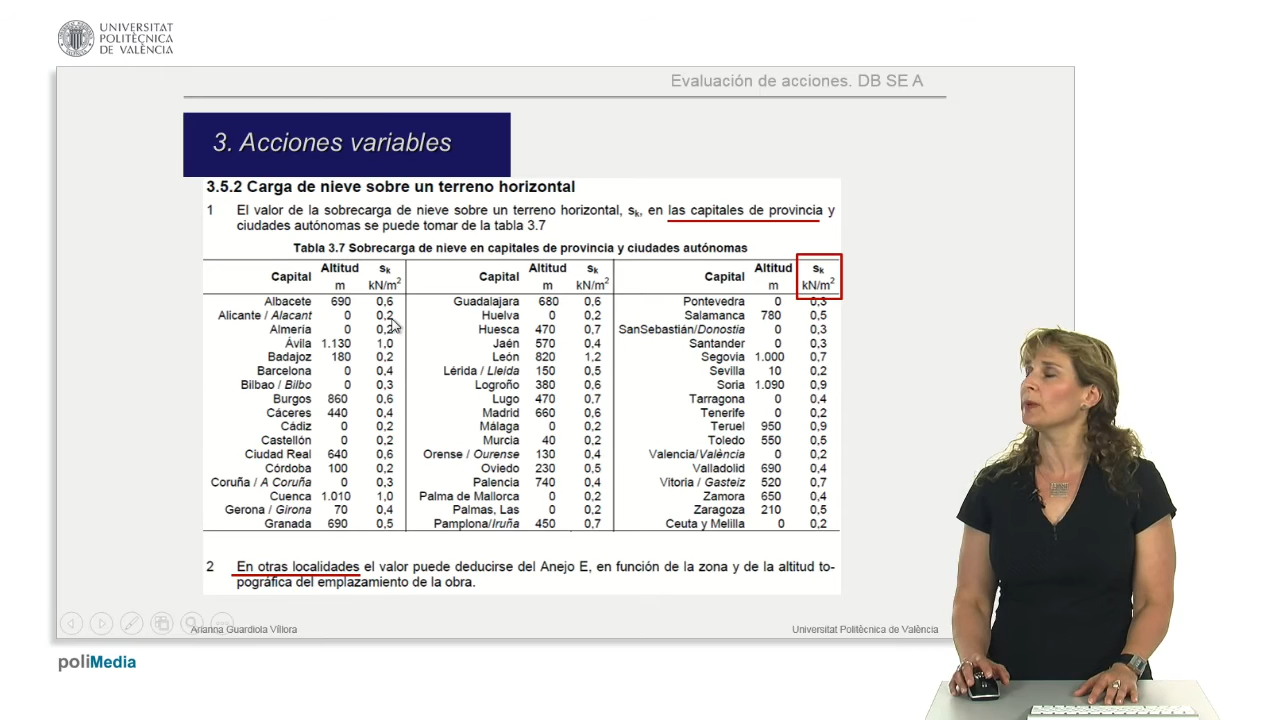 UNIVERSITAT
POLITÈCNICA
DE VALÈNCIA
Evaluación de acciones. DB SE A
3. Acciones variables
3.5.2 Carga de nieve sobre un terreno horizontal
1 El valor de la sobrecarga de nieve sobre un terreno horizontal, sk, en las capitales de provincia y
ciudades autónomas se puede tomar de la tabla 3.7
Tabla 3.7 Sobrecarga de nieve en capitales de provincia y ciudades autónomas
Capital Altitud m sk kN/m² Capital Altitud m sk kN/m² Capital Altitud m sk kN/m²
Albacete 690 0,6 Guadalajara 680 0,6 Pontevedra 0 0,3
Alicante / Alacant 0 0,2 Huelva 0 0,2 Salamanca 780 0,5
Almería 0 0,2 Huesca 470 0,7 SanSebastián/Donostia 0 0,3
Ávila 1.130 1,0 Jaén 570 0,4 Santander 0 0,3
Badajoz 180 0,2 León 820 1,2 Segovia 1.000 0,7
Barcelona 0 0,4 Lérida / Lleida 150 0,5 Sevilla 10 0,2
Bilbao / Bilbo 0 0,3 Logroño 380 0,6 Soria 1.090 0,9
Burgos 860 0,6 Lugo 470 0,7 Tarragona 0 0,4
Cáceres 440 0,4 Madrid 660 0,6 Tenerife 0 0,2
Cádiz 0 0,2 Málaga 0 0,2 Teruel 950 0,9
Castellón 0 0,2 Murcia 40 0,2 Toledo 550 0,5
Ciudad Real 640 0,6 Orense / Ourense 130 0,4 Valencia/València 0 0,2
Córdoba 100 0,2 Oviedo 230 0,5 Valladolid 690 0,4
Coruña / A Coruña 0 0,3 Palencia 740 0,4 Vitoria / Gasteiz 520 0,7
Cuenca 1.010 1,0 Palma de Mallorca 0 0,2 Zamora 650 0,4
Gerona / Girona 70 0,4 Palmas, Las 0 0,2 Zaragoza 210 0,5
Granada 690 0,5 Pamplona/Iruña 450 0,7 Ceuta y Melilla 0 0,2
2 En otras localidades el valor puede deducirse del Anejo E, en función de la zona y de la altitud to-
pográfica del emplazamiento de la obra.
Arianna Guardiola Víllora
Universitat Politècnica de València
poliMedia